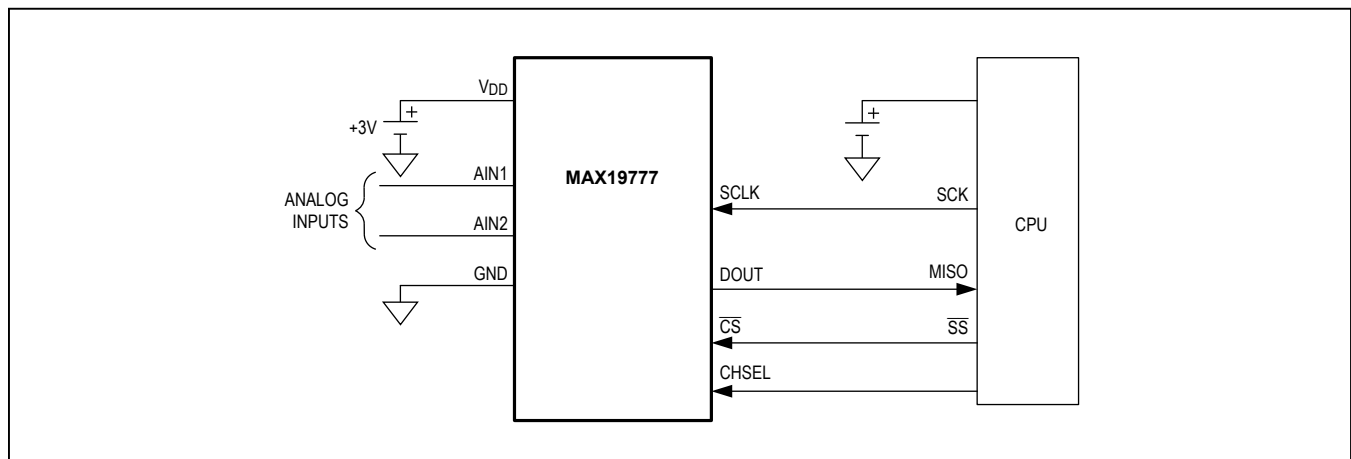 VDD
+
+3V
AIN1
ANALOG
INPUTS
AIN2
GND
MAX19777
SCLK
DOUT
CS
CHSEL
+
SCK
MISO
SS
CPU